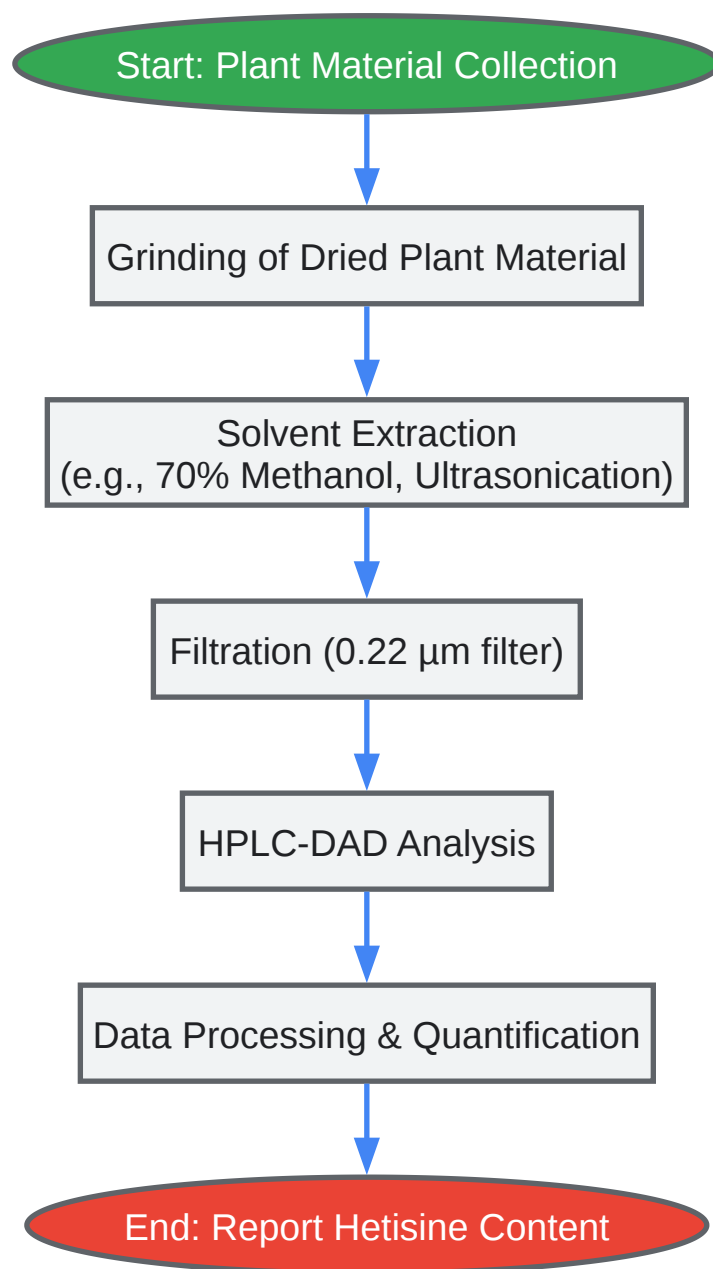 Start: Plant Material Collection
Grinding of Dried Plant Material
Solvent Extraction
(e.g., 70% Methanol, Ultrasonication)
Filtration (0.22 µm filter)
HPLC-DAD Analysis
Data Processing & Quantification
End: Report Hetisine Content